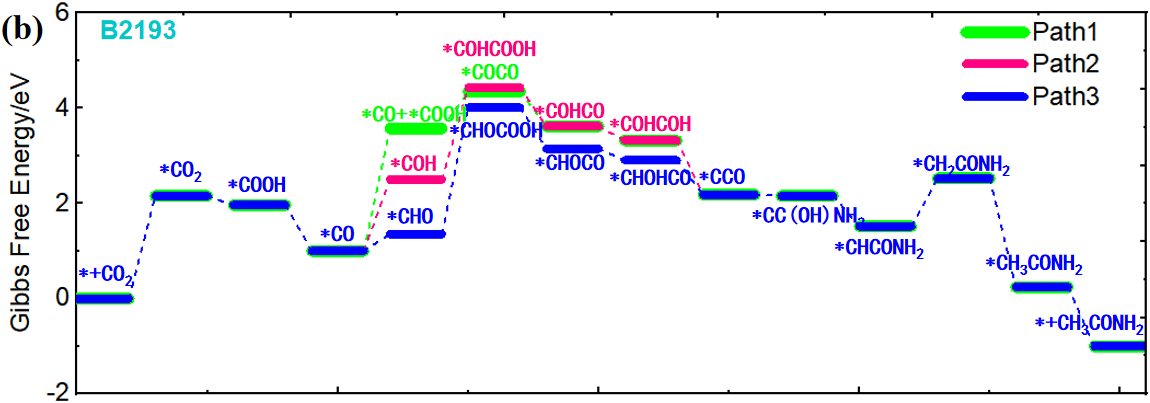 (b)
B2193
Gibbs Free Energy/eV
6
4
2
0
-2
Path1
Path2
Path3
*+CO₂
*CO₂
*COOH
*CO
*CO+*COOH
*COH
*CHO
*COHCOOH
*COCO
*CHOCOOH
*COHCO
*CHOCO
*COHCOH
*CHOHCO
*CCO
*CC(OH)NH₂
*CHCONH₂
*CH₂CONH₂
*CH₃CONH₂
*+CH₃CONH₂